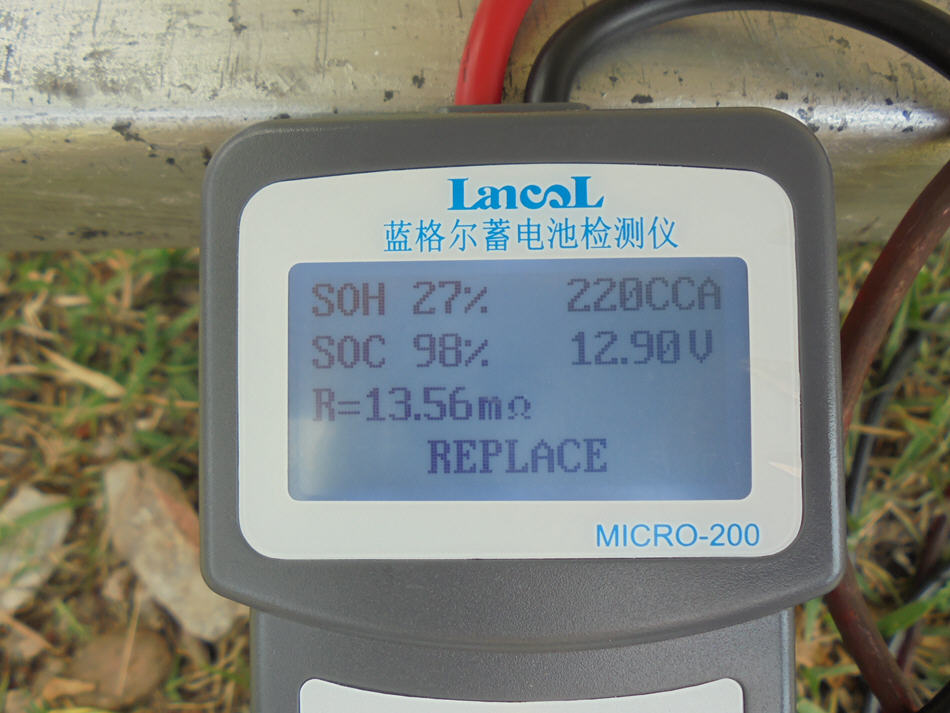 LancoL
蓝格尔蓄电池检测仪
SOH 27% 220CCA
SOC 98% 12.90V
R=13.56mΩ
REPLACE
MICRO-200